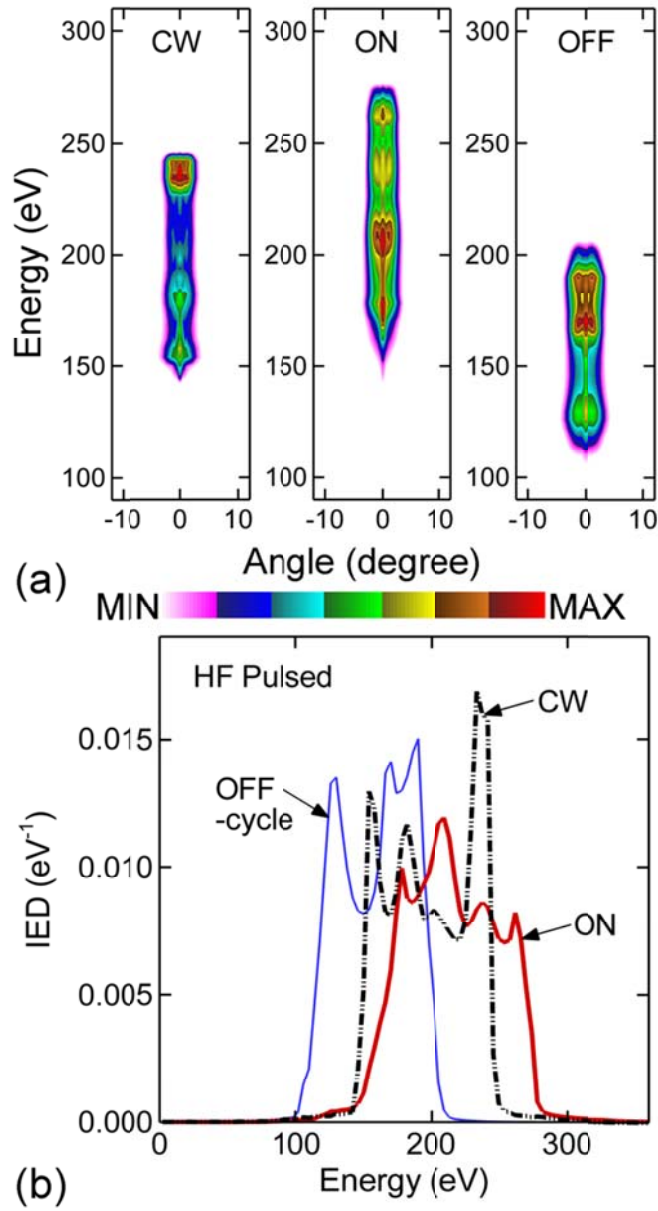 CW ON OFF
300 300 300
250 250 250
200 200 200
150 150 150
100 100 100
Energy (eV)
-10 0 10 -10 0 10 -10 0 10
Angle (degree)
(a)
MIN MAX
HF Pulsed
CW
OFF
-cycle
ON
0.015
0.010
0.005
0.000
IED (eV⁻¹)
0 100 200 300
Energy (eV)
(b)